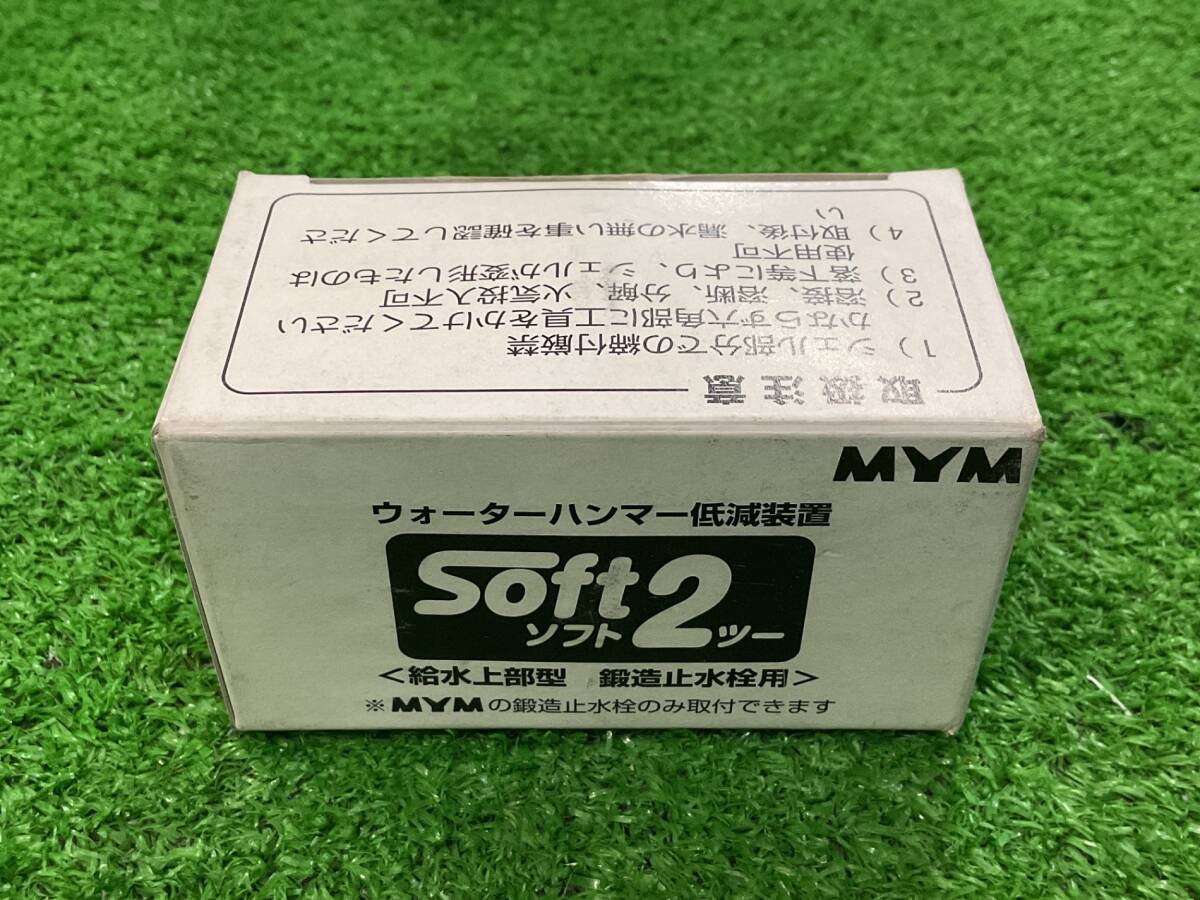 取扱注意
1) シェル部分での締付厳禁
かならず六角部に工具をかけてください
2) 溶接、溶断、分解、火気投入不可
3) 落下等により、シェルが変形したものは
使用不可
4) 取付後、漏水の無い事を確認してくださ
い
MYM
ウォーターハンマー低減装置
Soft2
ソフト ツー
<給水上部型 鍛造止水栓用>
※MYMの鍛造止水栓のみ取付できます